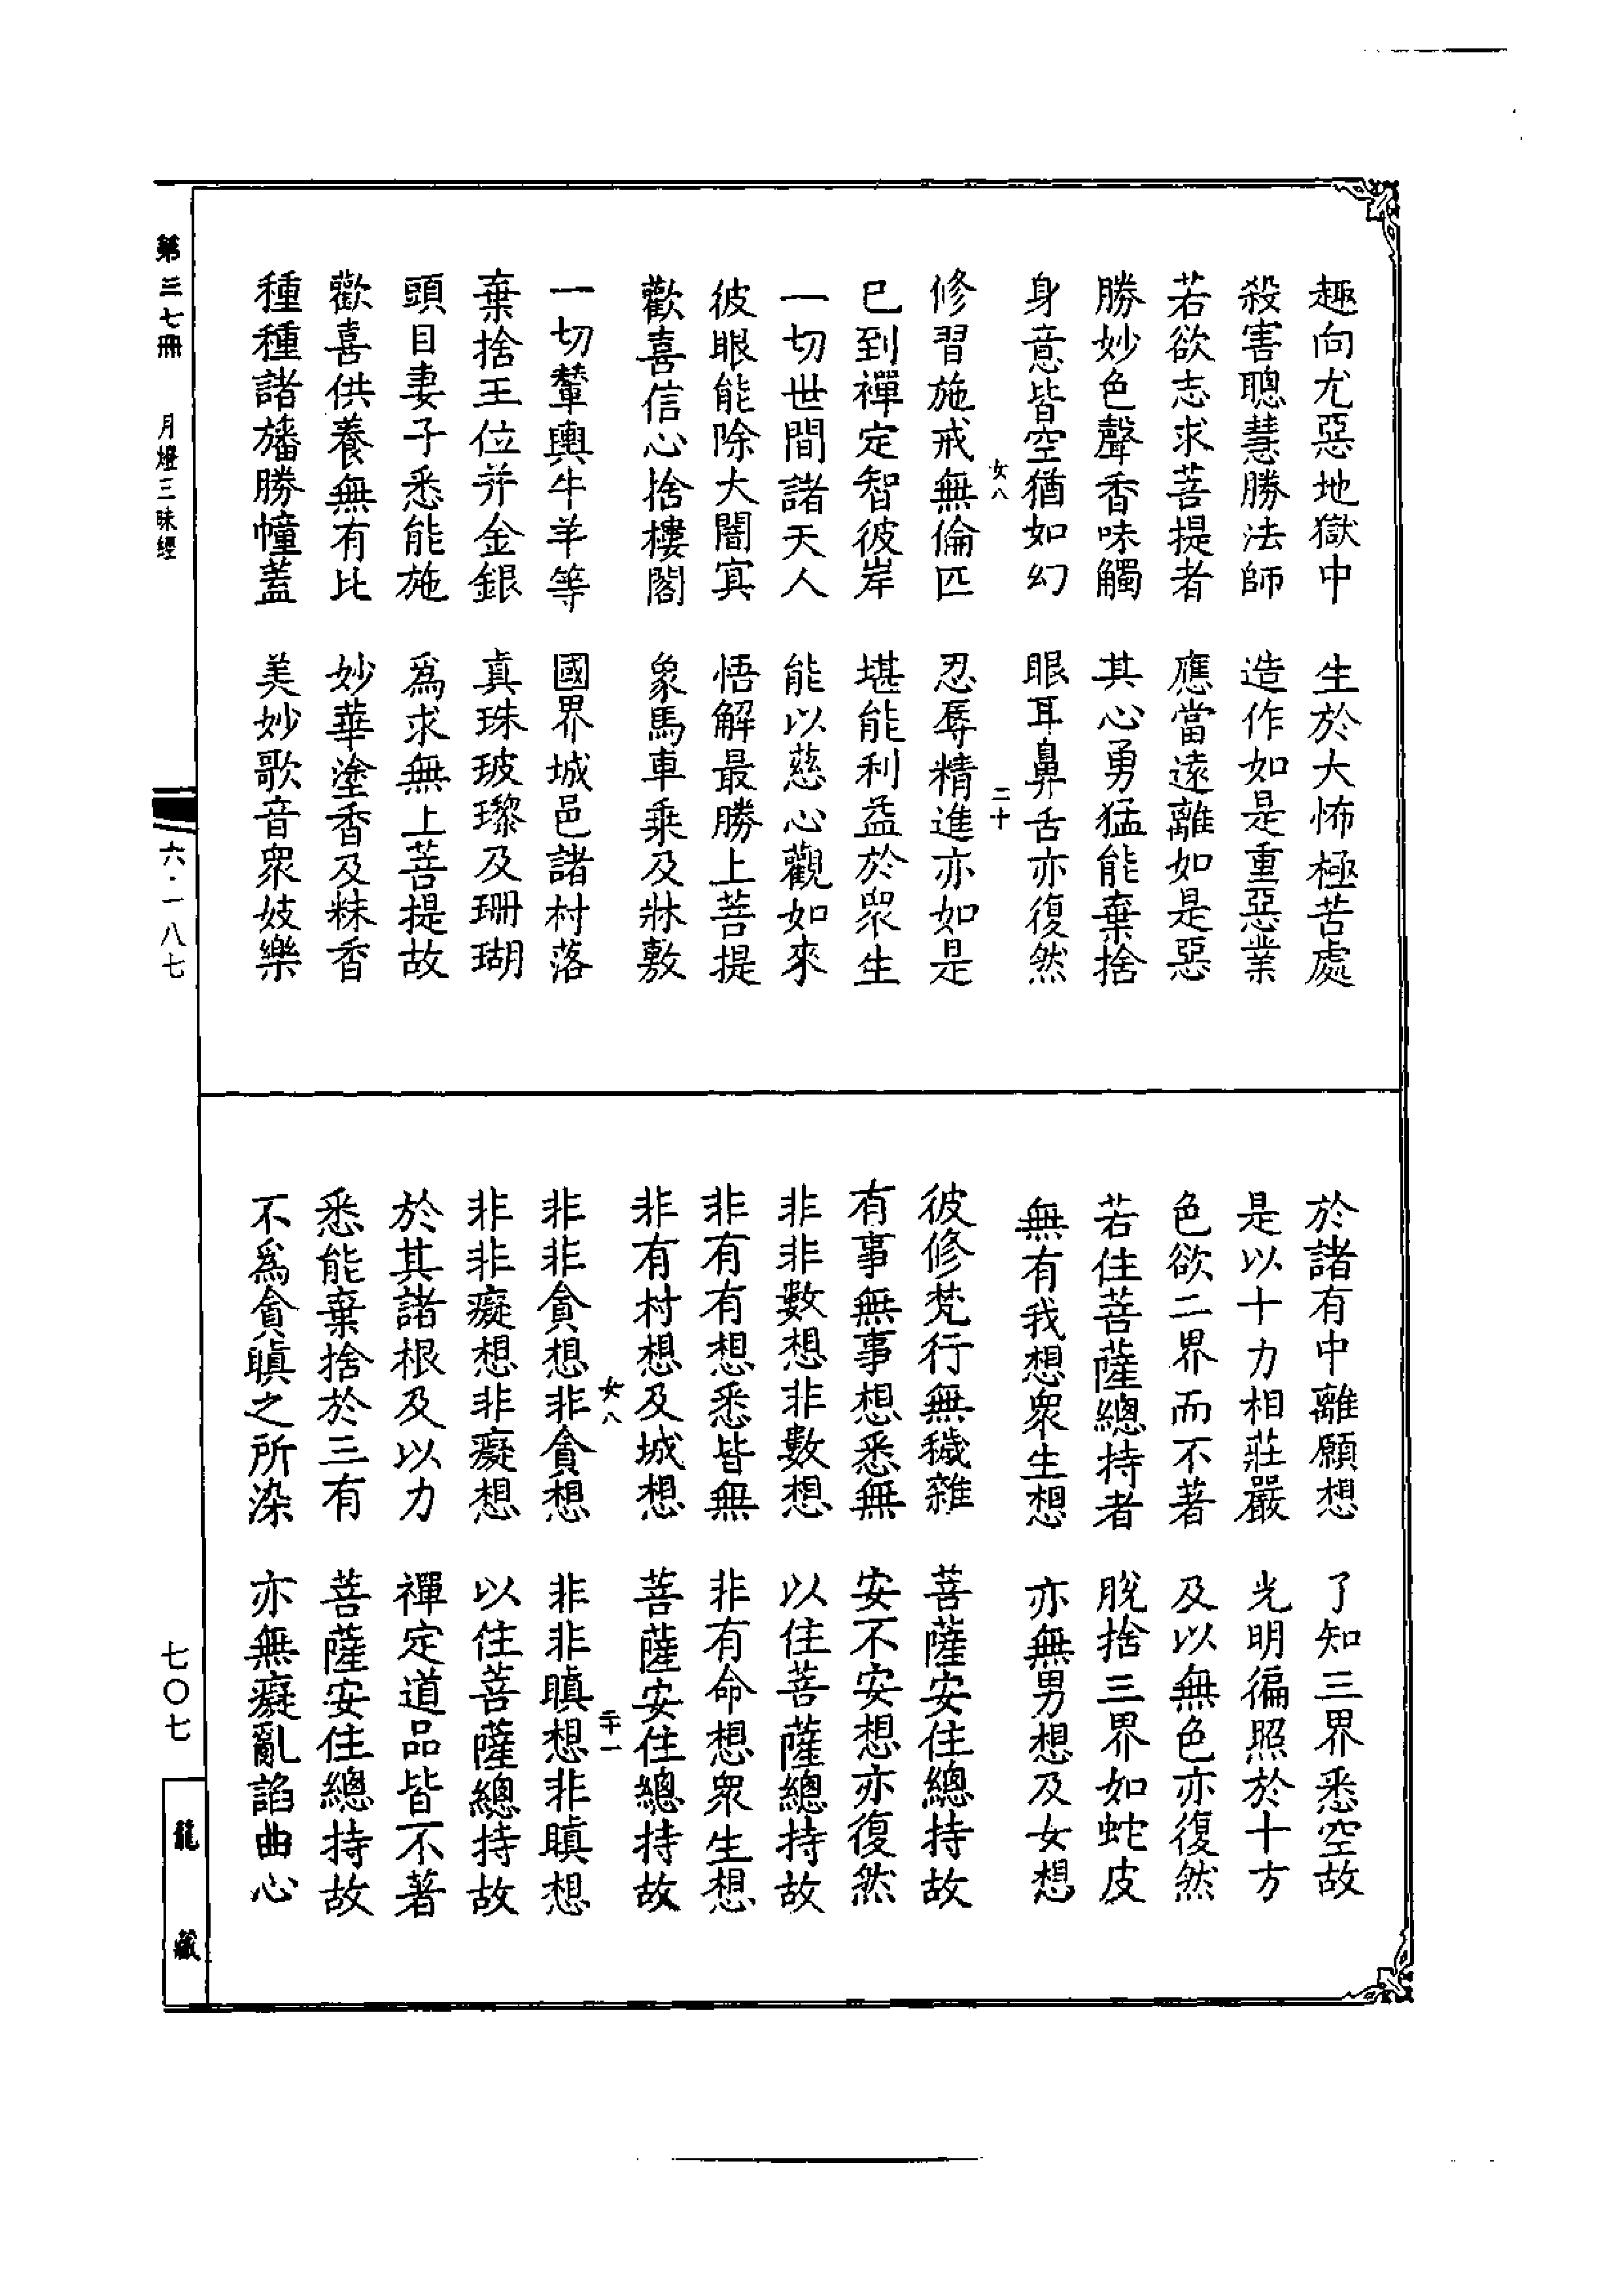 趣向尤惡地獄中　生於大怖極苦處
殺害聰慧勝法師　造作如是重惡業
若欲志求菩提者　應當遠離如是惡
勝妙色聲香味觸　其心勇猛能棄捨
身意皆空猶如幻　眼耳鼻舌亦復然
女八　二十
修習施戒無倫匹　忍辱精進亦如是
已到禪定智彼岸　堪能利益於眾生
一切世間諸天人　能以慈心觀如來
彼眼能除大闇冥　悟解最勝上菩提
歡喜信心捨樓閣　象馬車乘及牀敷
一切輦輿牛羊等　國界城邑諸村落
棄捨王位并金銀　真珠玻瓈及珊瑚
頭目妻子悉能施　為求無上菩提故
歡喜供養無有比　妙華塗香及粖香
種種諸旛勝幢蓋　美妙歌音眾妓樂
於諸有中離願想　了知三界悉空故
是以十力相莊嚴　光明徧照於十方
色欲二界而不著　及以無色亦復然
若住菩薩總持者　脫捨三界如蛇皮
無有我想眾生想　亦無男想及女想
彼修梵行無穢雜　菩薩安住總持故
有事無事想悉無　安不安想亦復然
非非數想非數想　以住菩薩總持故
非有有想悉皆無　非有命想眾生想
非有村想及城想　菩薩安住總持故
女八　二十一
非非貪想非貪想　非非瞋想非瞋想
非非癡想非癡想　以住菩薩總持故
於其諸根及以力　禪定道品皆不著
悉能棄捨於三有　菩薩安住總持故
不為貪瞋之所染　亦無癡亂諂曲心
第三七冊　月燈三昧經
六·一八七
七〇七
龍藏